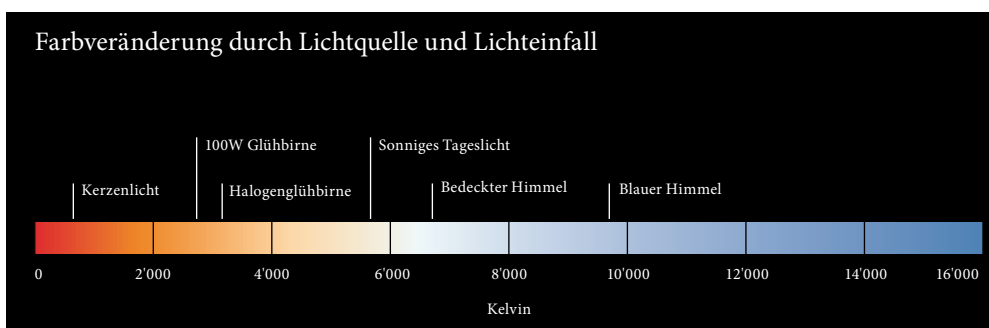 Farbveränderung durch Lichtquelle und Lichteinfall
100W Glühbirne
Sonniges Tageslicht
Kerzenlicht
Halogenglühbirne
Bedeckter Himmel
Blauer Himmel
0 2'000 4'000 6'000 8'000 10'000 12'000 14'000 16'000
Kelvin